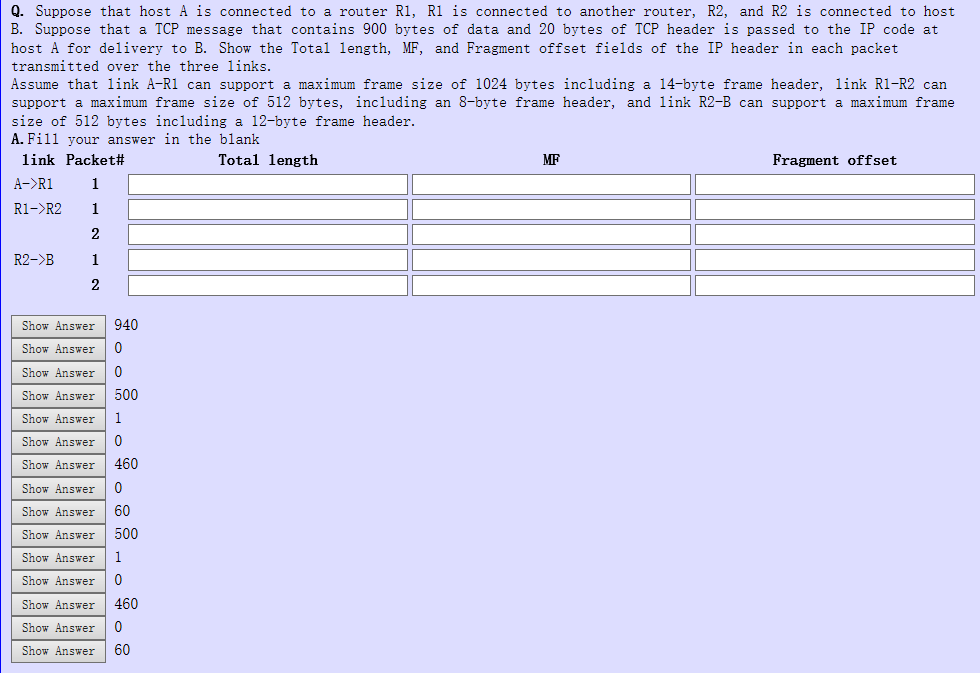 Q. Suppose that host A is connected to a router R1, R1 is connected to another router, R2, and R2 is connected to host
B. Suppose that a TCP message that contains 900 bytes of data and 20 bytes of TCP header is passed to the IP code at
host A for delivery to B. Show the Total length, MF, and Fragment offset fields of the IP header in each packet
transmitted over the three links.
Assume that link A-R1 can support a maximum frame size of 1024 bytes including a 14-byte frame header, link R1-R2 can
support a maximum frame size of 512 bytes, including an 8-byte frame header, and link R2-B can support a maximum frame
size of 512 bytes including a 12-byte frame header.
A.Fill your answer in the blank
link Packet# Total length MF Fragment offset
A->R1 1
R1->R2 1
2
R2->B 1
2
Show Answer 940
Show Answer 0
Show Answer 0
Show Answer 500
Show Answer 1
Show Answer 0
Show Answer 460
Show Answer 0
Show Answer 60
Show Answer 500
Show Answer 1
Show Answer 0
Show Answer 460
Show Answer 0
Show Answer 60